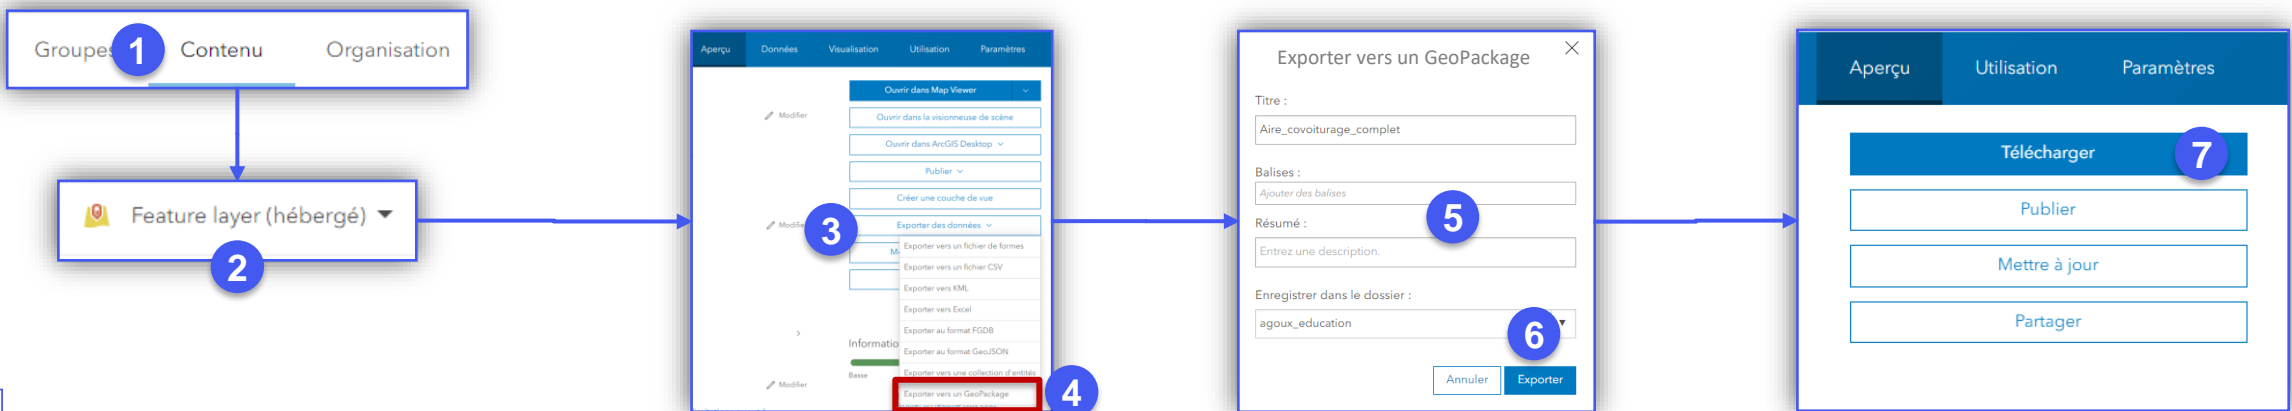 Groupes 1 Contenu Organisation
Feature layer (hébergé)
2
Aperçu Données Visualisation Utilisation Paramètres
Ouvrir dans Map Viewer
Modifier
Ouvrir dans la visionneuse de scène
Ouvrir dans ArcGIS Desktop
Publier
Créer une couche de vue
Modifie
3
Exporter des données
Exporter vers un fichier de formes
M
Exporter vers un fichier CSV
Exporter vers KML
Exporter vers Excel
Exporter au format FGDB
Informatio
Exporter au format GeoJSON
Basse
Exporter vers une collection d'entités
Modifier
Exporter vers un GeoPackage
4
Exporter vers un GeoPackage
Titre :
Aire_covoiturage_complet
Balises :
Ajouter des balises
5
Résumé :
Entrez une description.
Enregistrer dans le dossier :
agoux_education
6
Annuler Exporter
Aperçu Utilisation Paramètres
Télécharger 7
Publier
Mettre à jour
Partager